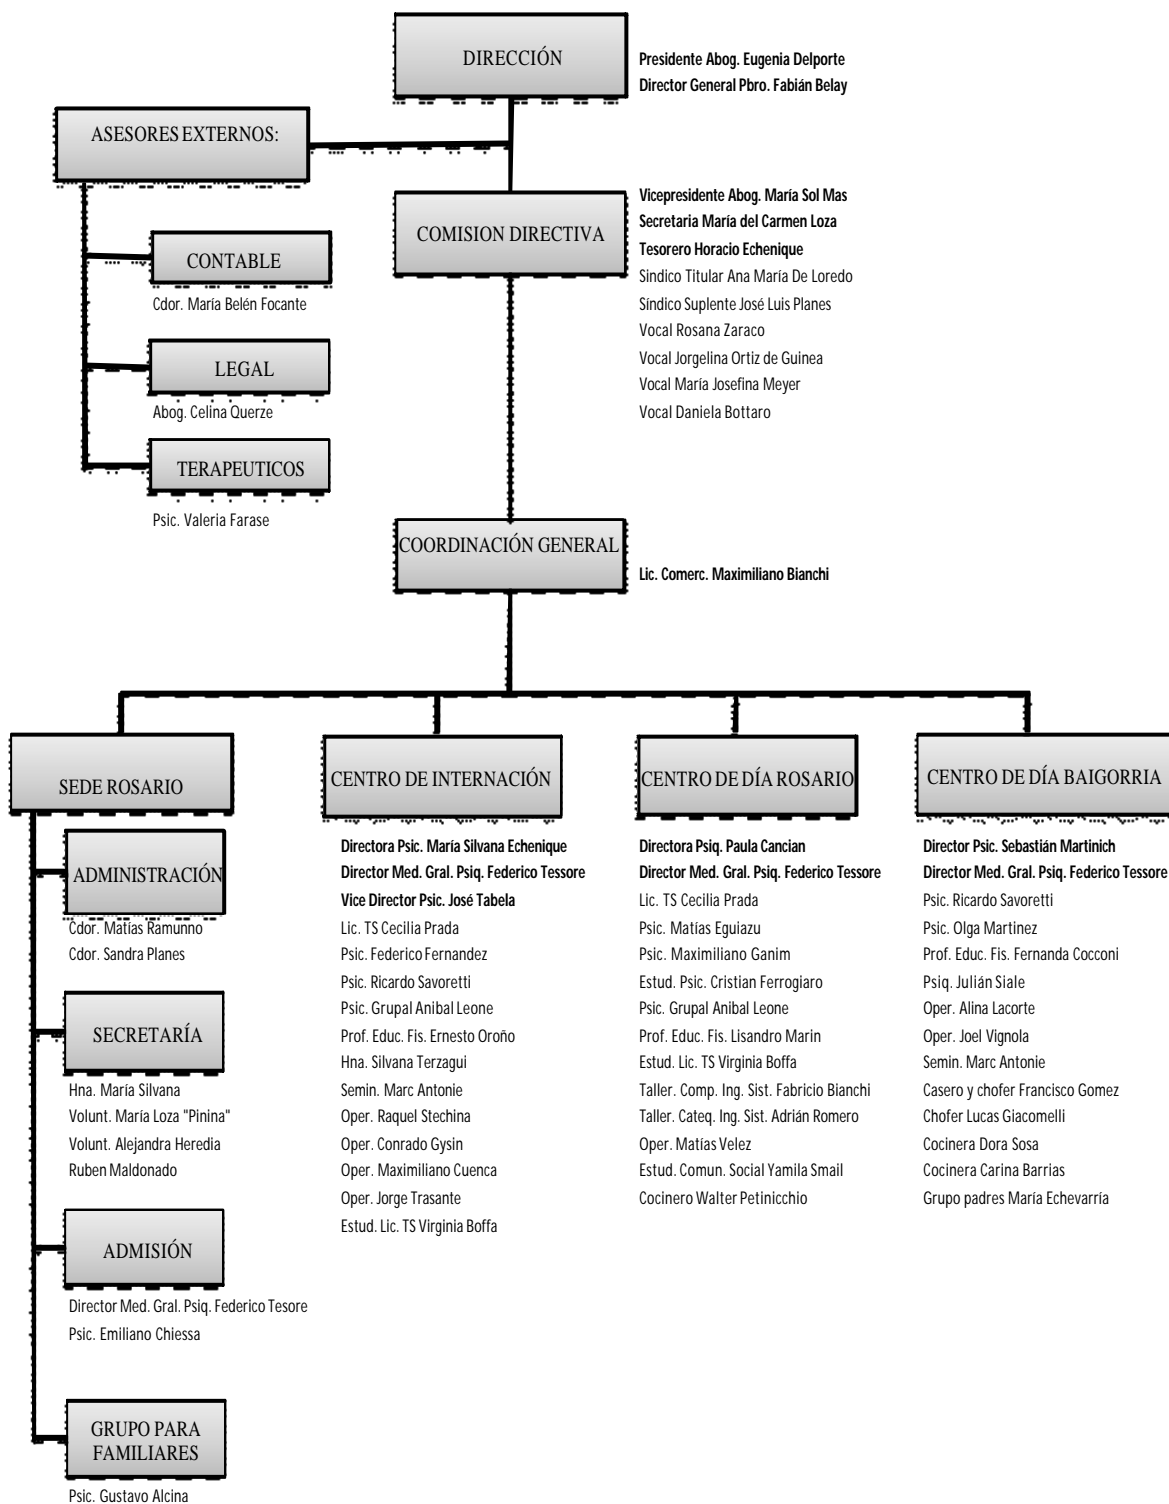 DIRECCIÓN
Presidente Abog. Eugenia Delporte
Director General Pbro. Fabián Belay
ASESORES EXTERNOS:
CONTABLE
Cdor. María Belén Focante
LEGAL
Abog. Celina Querze
TERAPEUTICOS
Psic. Valeria Farase
COMISION DIRECTIVA
Vicepresidente Abog. María Sol Mas
Secretaria María del Carmen Loza
Tesorero Horacio Echenique
Sindico Titular Ana María De Loredo
Síndico Suplente José Luis Planes
Vocal Rosana Zaraco
Vocal Jorgelina Ortiz de Guinea
Vocal María Josefina Meyer
Vocal Daniela Bottaro
COORDINACIÓN GENERAL
Lic. Comerc. Maximiliano Bianchi
SEDE ROSARIO
ADMINISTRACIÓN
Cdor. Matías Ramunno
Cdor. Sandra Planes
SECRETARÍA
Hna. María Silvana
Volunt. María Loza "Pinina"
Volunt. Alejandra Heredia
Ruben Maldonado
ADMISIÓN
Director Med. Gral. Psiq. Federico Tesore
Psic. Emiliano Chiessa
GRUPO PARA
FAMILIARES
Psic. Gustavo Alcina
CENTRO DE INTERNACIÓN
Directora Psic. María Silvana Echenique
Director Med. Gral. Psiq. Federico Tessore
Vice Director Psic. José Tabela
Lic. TS Cecilia Prada
Psic. Federico Fernandez
Psic. Ricardo Savoretti
Psic. Grupal Anibal Leone
Prof. Educ. Fis. Ernesto Oroño
Hna. Silvana Terzagui
Semin. Marc Antonie
Oper. Raquel Stechina
Oper. Conrado Gysin
Oper. Maximiliano Cuenca
Oper. Jorge Trasante
Estud. Lic. TS Virginia Boffa
CENTRO DE DÍA ROSARIO
Directora Psiq. Paula Cancian
Director Med. Gral. Psiq. Federico Tessore
Lic. TS Cecilia Prada
Psic. Matías Eguiazu
Psic. Maximiliano Ganim
Estud. Psic. Cristian Ferrogiaro
Psic. Grupal Anibal Leone
Prof. Educ. Fis. Lisandro Marin
Estud. Lic. TS Virginia Boffa
Taller. Comp. Ing. Sist. Fabricio Bianchi
Taller. Cateq. Ing. Sist. Adrián Romero
Oper. Matías Velez
Estud. Comun. Social Yamila Smail
Cocinero Walter Petinicchio
CENTRO DE DÍA BAIGORRIA
Director Psic. Sebastián Martinich
Director Med. Gral. Psiq. Federico Tessore
Psic. Ricardo Savoretti
Psic. Olga Martinez
Prof. Educ. Fis. Fernanda Cocconi
Psiq. Julián Siale
Oper. Alina Lacorte
Oper. Joel Vignola
Semin. Marc Antonie
Casero y chofer Francisco Gomez
Chofer Lucas Giacomelli
Cocinera Dora Sosa
Cocinera Carina Barrias
Grupo padres María Echevarría